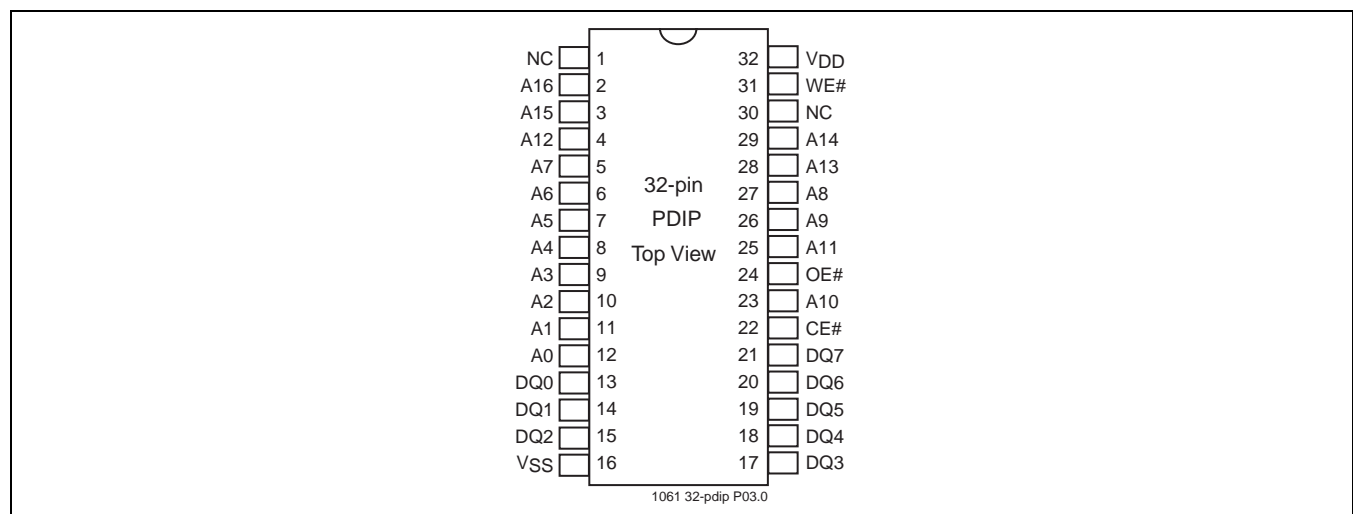 NC 1 32 VDD
A16 2 31 WE#
A15 3 30 NC
A12 4 29 A14
A7 5 28 A13
A6 6 27 A8
32-pin
A5 7 26 A9
PDIP
A4 8 25 A11
Top View
A3 9 24 OE#
A2 10 23 A10
A1 11 22 CE#
A0 12 21 DQ7
DQ0 13 20 DQ6
DQ1 14 19 DQ5
DQ2 15 18 DQ4
VSS 16 17 DQ3
1061 32-pdip P03.0